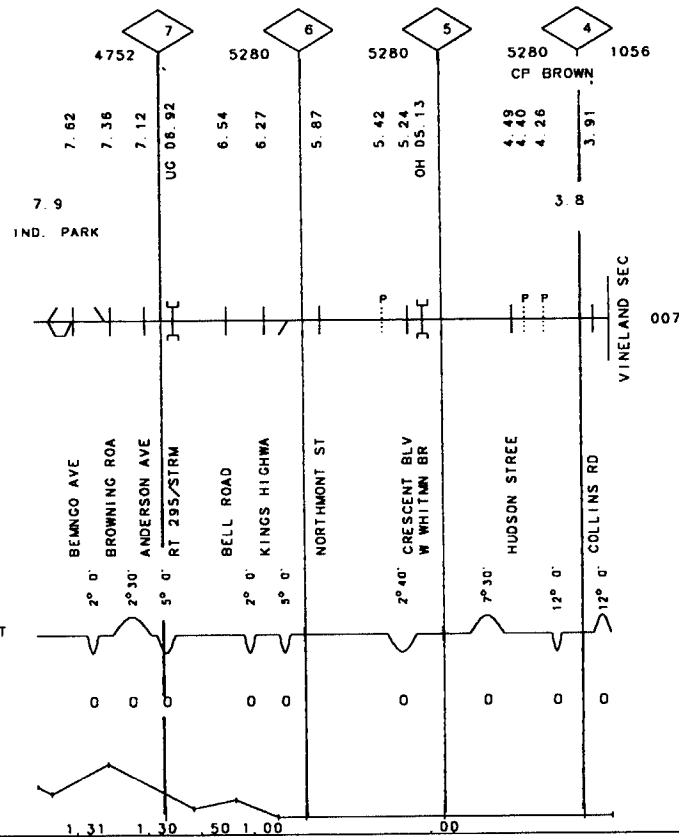 7 6 5 4
4752 5280 5280 5280 1056
CP BROWN
7.62
7.36
7.12
UG 06.92
6.54
6.27
5.87
5.42
5.24
OH 05.13
4.49
4.40
4.26
3.91
7.9
IND. PARK
3.8
P
P P
VINELAND SEC
007
BEMNGO AVE
BROWNING ROA
ANDERSON AVE
RT 295/STRM
BELL ROAD
KINGS HIGHWA
NORTHMONT ST
CRESCENT BLV
W WHITMN BR
HUDSON STREE
COLLINS RD
2° 0'
2° 30'
5° 0'
2° 0'
5° 0'
2° 40'
7° 30'
12° 0'
12° 0'
T
0 0 0 0 0 0 0 0 0
1.31 1.30 .50 1.00 .00